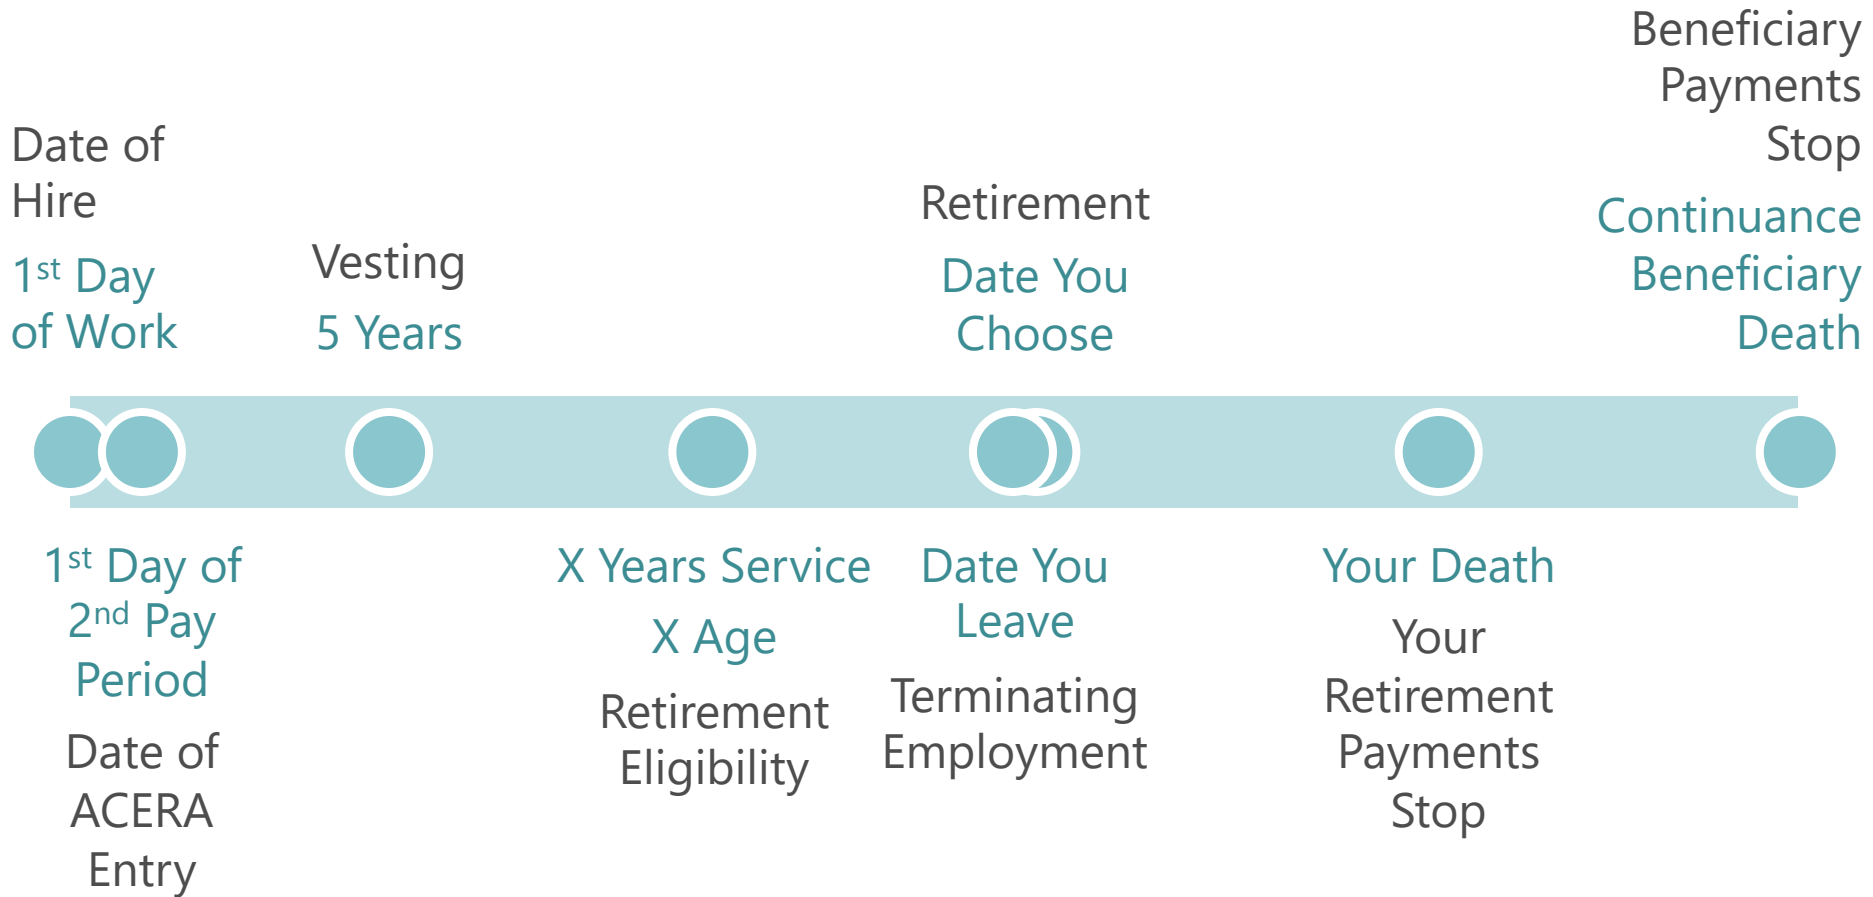 Date of
Hire
1st Day
of Work
Vesting
5 Years
Retirement
Date You
Choose
Beneficiary
Payments
Stop
Continuance
Beneficiary
Death
1st Day of
2nd Pay
Period
Date of
ACERA
Entry
X Years Service
X Age
Retirement
Eligibility
Date You
Leave
Terminating
Employment
Your Death
Your
Retirement
Payments
Stop